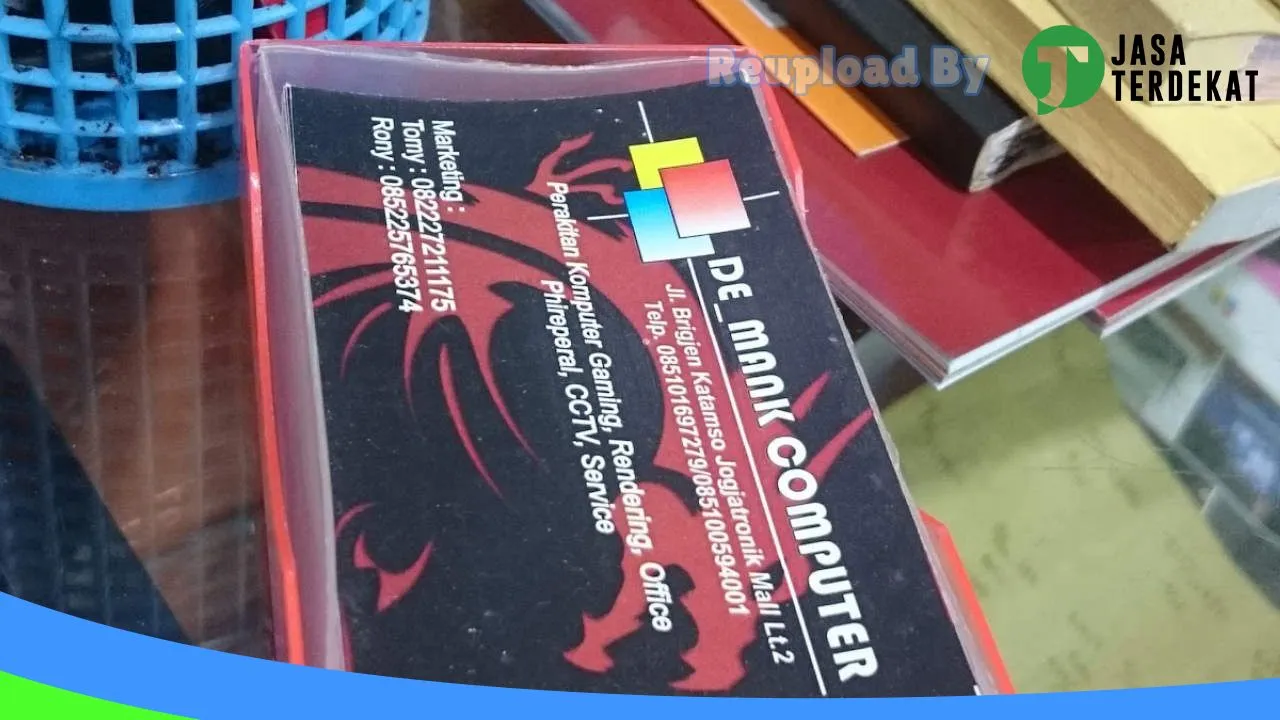 Reupload By
JASA
TERDEKAT
DE_MANK COMPUTER
Jl. Brigjen Katamso Jogjatronik Mall Lt.2
Telp. 085101697279/085100594001
Perakitan Komputer Gaming, Rendering, Office
Phireperal, CCTV, Service
Marketing :
Tomy : 082227211175
Rony : 085225765374